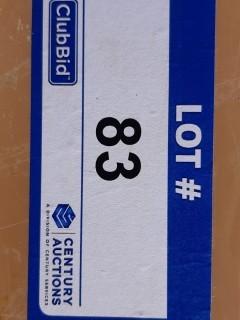 LOT #
83
CENTURY
AUCTIONS
A DIVISION OF CENTURY SERVICES
ClubBid